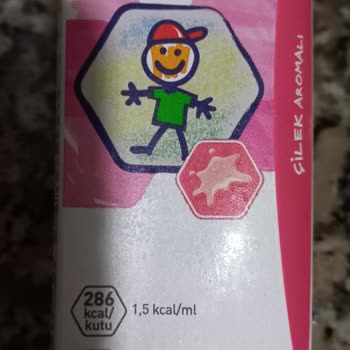 ÇİLEK AROMALI
286
kcal/
kutu
1,5 kcal/ml